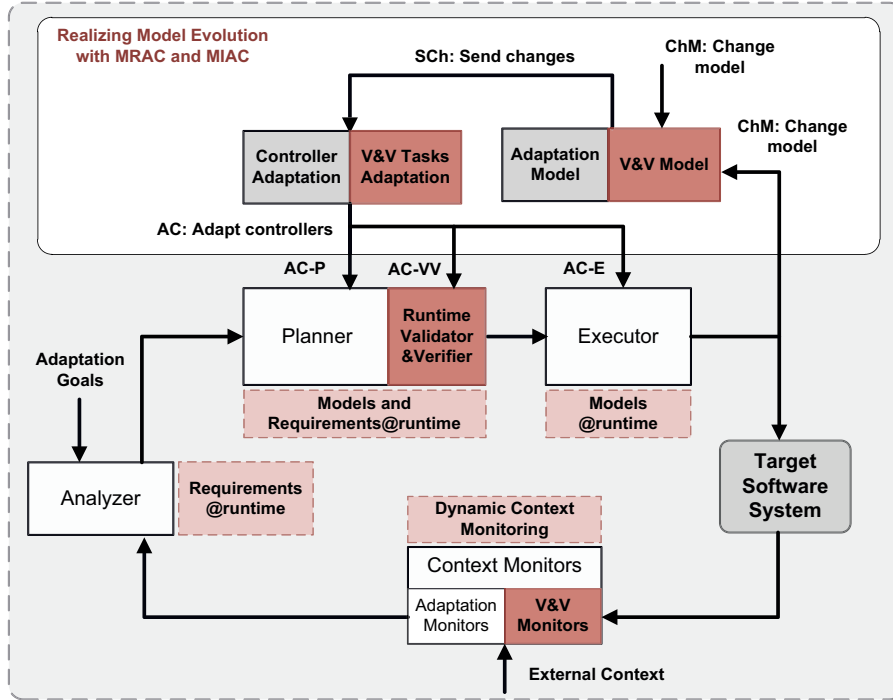 Realizing Model Evolution
with MRAC and MIAC
SCh: Send changes
ChM: Change
model
ChM: Change
model
Controller
Adaptation
V&V Tasks
Adaptation
Adaptation
Model
V&V Model
AC: Adapt controllers
AC-P
AC-VV
AC-E
Planner
Runtime
Validator
&Verifier
Executor
Adaptation
Goals
Models and
Requirements@runtime
Models
@runtime
Analyzer
Requirements
@runtime
Target
Software
System
Dynamic Context
Monitoring
Context Monitors
Adaptation
Monitors
V&V
Monitors
External Context